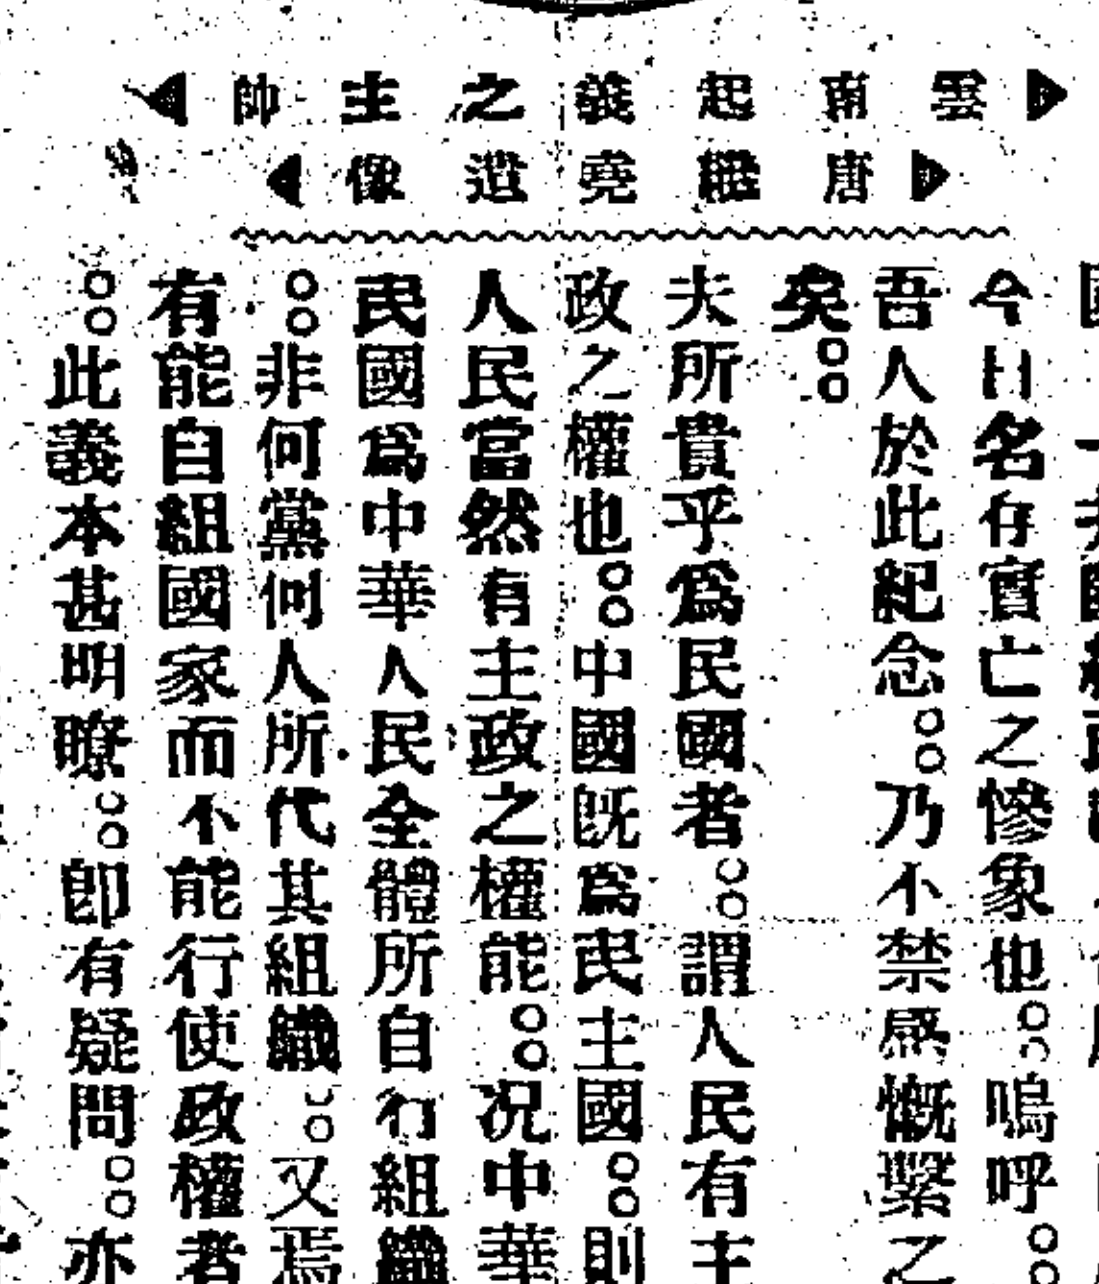 ▶雲南起義之主帥◀
▶唐繼堯遺像◀
今日名存實亡之慘象也。。嗚呼。。
吾人於此紀念。。乃不禁感慨繫之
矣。。
夫所貴乎爲民國者。。謂人民有主
政之權也。。中國旣爲民主國。。則
人民當然有主政之權能。。况中華
民國爲中華人民全體所自行組織
。。非何黨何人所代其組織。。又焉
有能自組國家而不能行使政權者
。。此義本甚明瞭。。卽有疑問。。亦